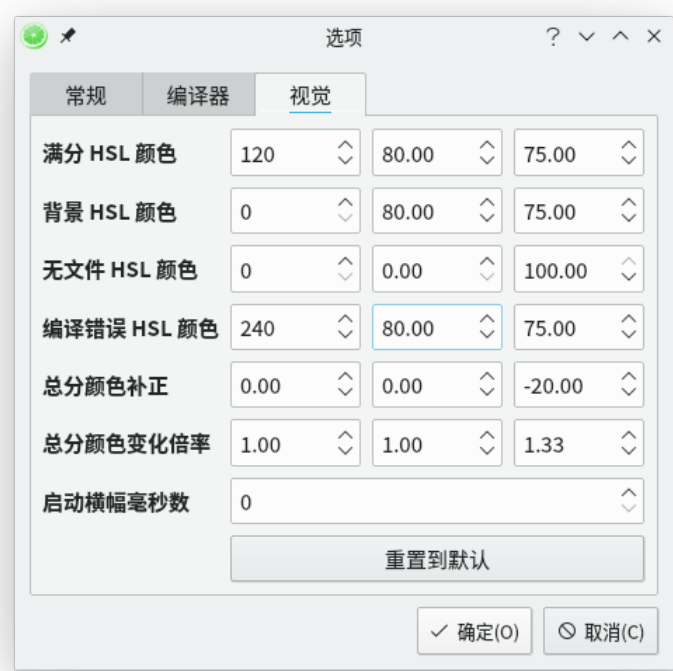 选项
常规 编译器 视觉
满分 HSL 颜色 120 80.00 75.00
背景 HSL 颜色 0 80.00 75.00
无文件 HSL 颜色 0 0.00 100.00
编译错误 HSL 颜色 240 80.00 75.00
总分颜色补正 0.00 0.00 -20.00
总分颜色变化倍率 1.00 1.00 1.33
启动横幅毫秒数 0
重置到默认
确定(O) 取消(C)